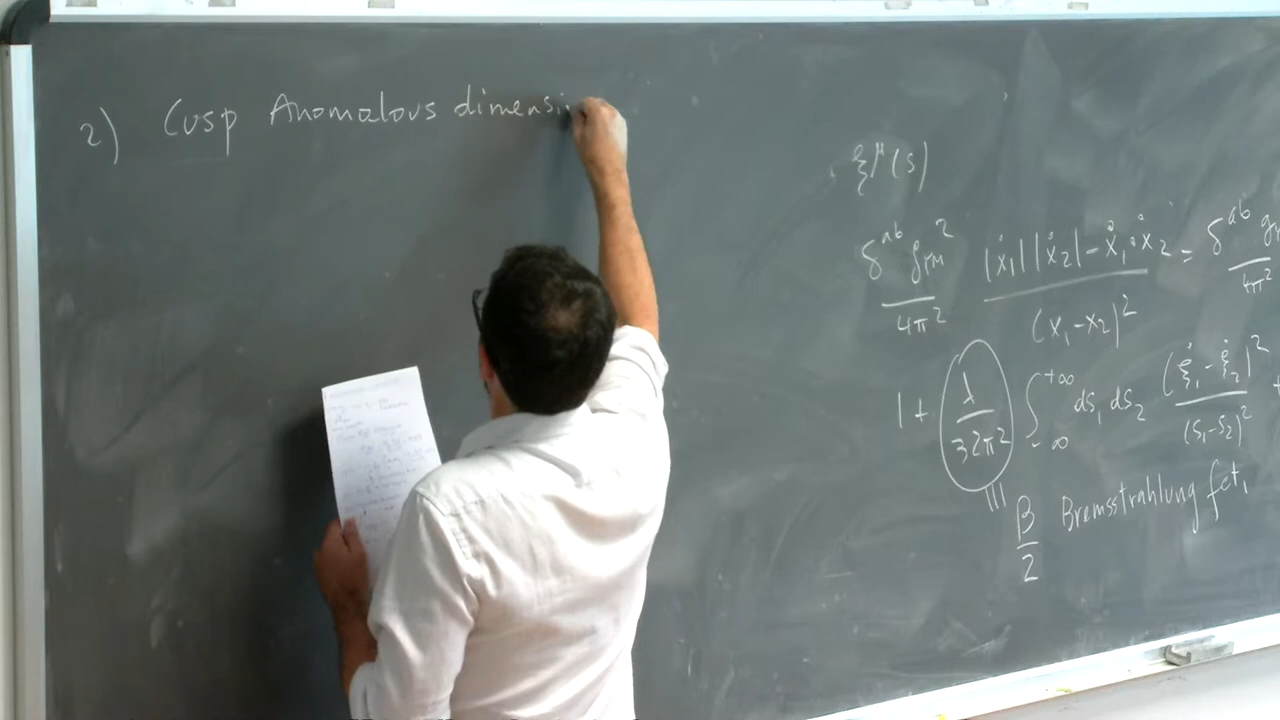 2) Cusp Anomalous dimensi
ξ^μ(s)
δ^{ab} g_{YM}^2 / 4π^2 |ẋ_1||ẋ_2| - ẋ_1·ẋ_2 / (x_1-x_2)^2 = δ^{ab} g / 4π^2
1 + λ / 32π^2 ∫_{-∞}^{+∞} ds_1 ds_2 (ξ̇_1 - ξ̇_2)^2 / (s_1-s_2)^2 +
B / 2 Bremsstrahlung fct,